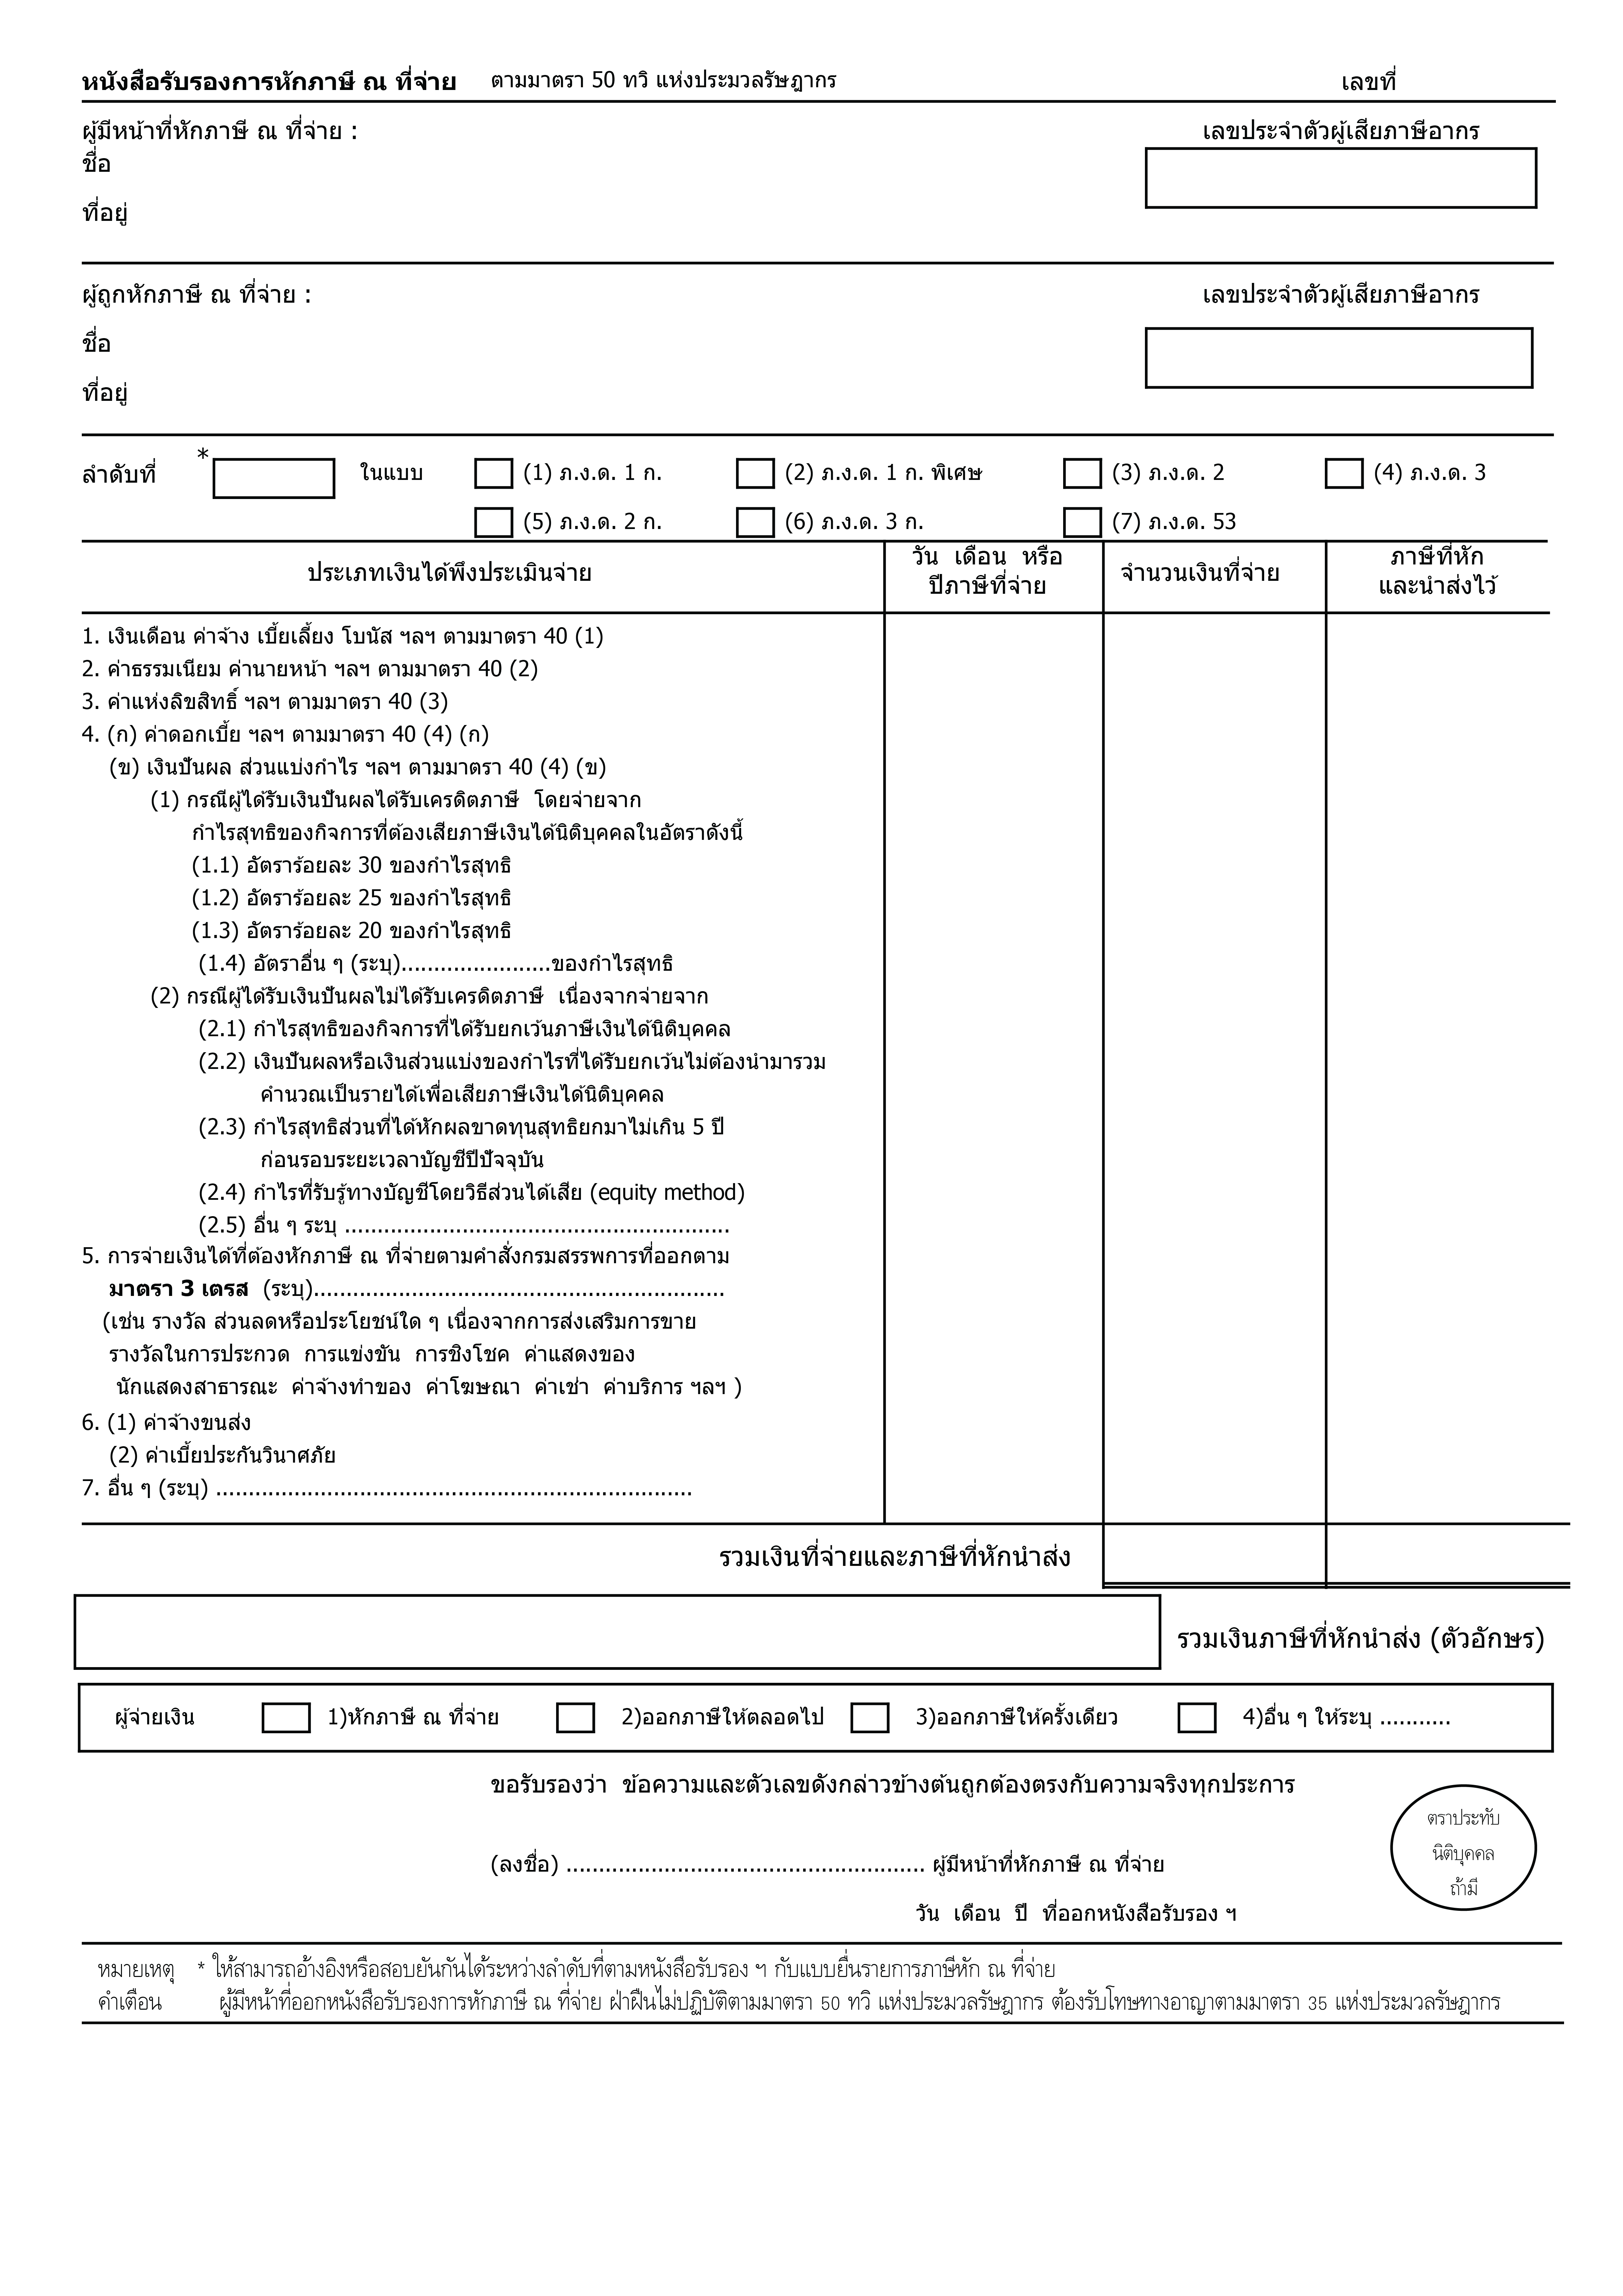 หนังสือรับรองการหักภาษี ณ ที่จ่าย ตามมาตรา 50 ทวิ แห่งประมวลรัษฎากร เลขที่
ผู้มีหน้าที่หักภาษี ณ ที่จ่าย : เลขประจำตัวผู้เสียภาษีอากร
ชื่อ
ที่อยู่
ผู้ถูกหักภาษี ณ ที่จ่าย : เลขประจำตัวผู้เสียภาษีอากร
ชื่อ
ที่อยู่
ลำดับที่ * ในแบบ (1) ภ.ง.ด. 1 ก. (2) ภ.ง.ด. 1 ก. พิเศษ (3) ภ.ง.ด. 2 (4) ภ.ง.ด. 3
(5) ภ.ง.ด. 2 ก. (6) ภ.ง.ด. 3 ก. (7) ภ.ง.ด. 53
ประเภทเงินได้พึงประเมินจ่าย
วัน เดือน หรือ
ปีภาษีที่จ่าย
จำนวนเงินที่จ่าย
ภาษีที่หัก
และนำส่งไว้
1. เงินเดือน ค่าจ้าง เบี้ยเลี้ยง โบนัส ฯลฯ ตามมาตรา 40 (1)
2. ค่าธรรมเนียม ค่านายหน้า ฯลฯ ตามมาตรา 40 (2)
3. ค่าแห่งลิขสิทธิ์ ฯลฯ ตามมาตรา 40 (3)
4. (ก) ค่าดอกเบี้ย ฯลฯ ตามมาตรา 40 (4) (ก)
(ข) เงินปันผล ส่วนแบ่งกำไร ฯลฯ ตามมาตรา 40 (4) (ข)
(1) กรณีผู้ได้รับเงินปันผลได้รับเครดิตภาษี โดยจ่ายจาก
กำไรสุทธิของกิจการที่ต้องเสียภาษีเงินได้นิติบุคคลในอัตราดังนี้
(1.1) อัตราร้อยละ 30 ของกำไรสุทธิ
(1.2) อัตราร้อยละ 25 ของกำไรสุทธิ
(1.3) อัตราร้อยละ 20 ของกำไรสุทธิ
(1.4) อัตราอื่น ๆ (ระบุ).......................ของกำไรสุทธิ
(2) กรณีผู้ได้รับเงินปันผลไม่ได้รับเครดิตภาษี เนื่องจากจ่ายจาก
(2.1) กำไรสุทธิของกิจการที่ได้รับยกเว้นภาษีเงินได้นิติบุคคล
(2.2) เงินปันผลหรือเงินส่วนแบ่งของกำไรที่ได้รับยกเว้นไม่ต้องนำมารวม
คำนวณเป็นรายได้เพื่อเสียภาษีเงินได้นิติบุคคล
(2.3) กำไรสุทธิส่วนที่ได้หักผลขาดทุนสุทธิยกมาไม่เกิน 5 ปี
ก่อนรอบระยะเวลาบัญชีปีปัจจุบัน
(2.4) กำไรที่รับรู้ทางบัญชีโดยวิธีส่วนได้เสีย (equity method)
(2.5) อื่น ๆ ระบุ ...........................................................
5. การจ่ายเงินได้ที่ต้องหักภาษี ณ ที่จ่ายตามคำสั่งกรมสรรพการที่ออกตาม
มาตรา 3 เตรส (ระบุ)...............................................................
(เช่น รางวัล ส่วนลดหรือประโยชน์ใด ๆ เนื่องจากการส่งเสริมการขาย
รางวัลในการประกวด การแข่งขัน การชิงโชค ค่าแสดงของ
นักแสดงสาธารณะ ค่าจ้างทำของ ค่าโฆษณา ค่าเช่า ค่าบริการ ฯลฯ )
6. (1) ค่าจ้างขนส่ง
(2) ค่าเบี้ยประกันวินาศภัย
7. อื่น ๆ (ระบุ) .........................................................................
รวมเงินที่จ่ายและภาษีที่หักนำส่ง
รวมเงินภาษีที่หักนำส่ง (ตัวอักษร)
ผู้จ่ายเงิน 1)หักภาษี ณ ที่จ่าย 2)ออกภาษีให้ตลอดไป 3)ออกภาษีให้ครั้งเดียว 4)อื่น ๆ ให้ระบุ ...........
ขอรับรองว่า ข้อความและตัวเลขดังกล่าวข้างต้นถูกต้องตรงกับความจริงทุกประการ
(ลงชื่อ) ....................................................... ผู้มีหน้าที่หักภาษี ณ ที่จ่าย
วัน เดือน ปี ที่ออกหนังสือรับรอง ฯ
ตราประทับ
นิติบุคคล
ถ้ามี
หมายเหตุ * ให้สามารถอ้างอิงหรือสอบยันกันได้ระหว่างลำดับที่ตามหนังสือรับรอง ฯ กับแบบยื่นรายการภาษีหัก ณ ที่จ่าย
คำเตือน ผู้มีหน้าที่ออกหนังสือรับรองการหักภาษี ณ ที่จ่าย ฝ่าฝืนไม่ปฏิบัติตามมาตรา 50 ทวิ แห่งประมวลรัษฎากร ต้องรับโทษทางอาญาตามมาตรา 35 แห่งประมวลรัษฎากร